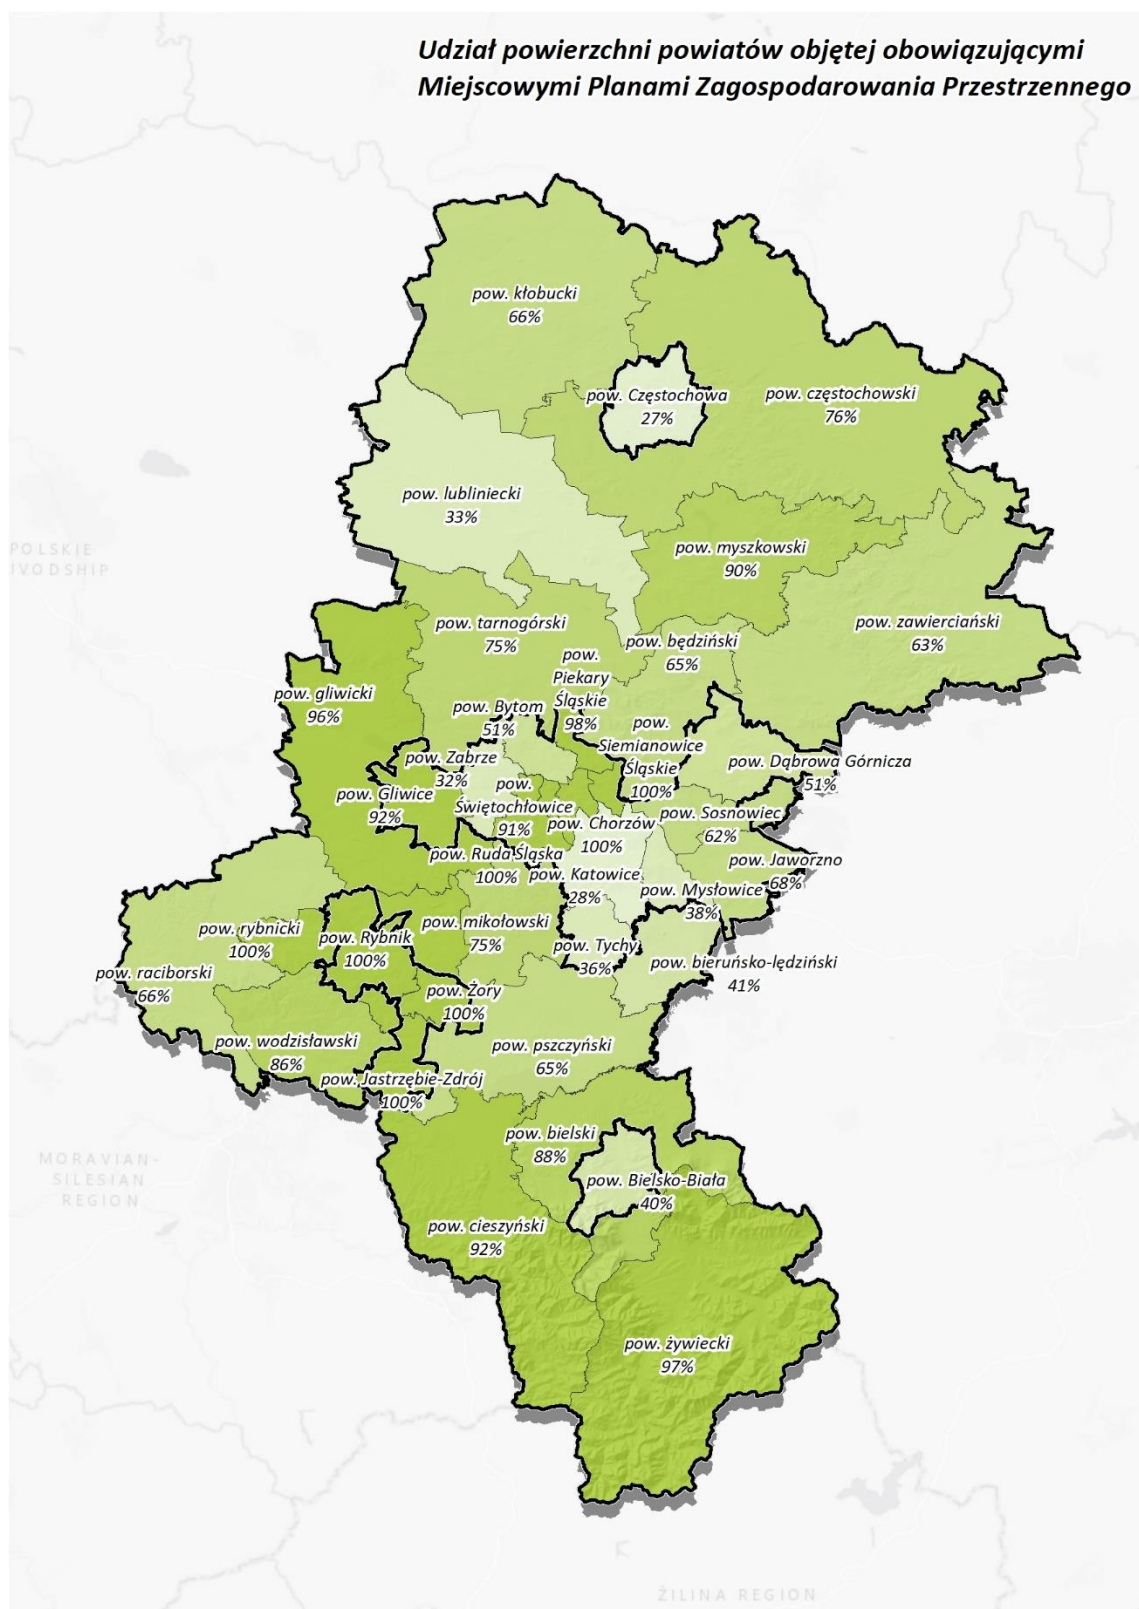 Udział powierzchni powiatów objętej obowiązującymi
Miejscowymi Planami Zagospodarowania Przestrzennego
pow. kłobucki
66%
pow. Częstochowa
27%
pow. częstochowski
76%
pow. lubliniecki
33%
POLSKIE
IVODSHIP
pow. myszkowski
90%
pow. tarnogórski
75%
pow. będziński
65%
pow. zawierciański
63%
pow.
Piekary
Śląskie
98%
pow. gliwicki
96%
pow. Bytom
51%
pow.
Siemianowice
Śląskie
100%
pow. Zabrze
32%
pow. Dąbrowa Górnicza
51%
pow. Gliwice
92%
pow.
Świętochłowice
91%
pow. Chorzów
100%
pow. Sosnowiec
62%
pow. Ruda Śląska
100%
pow. Katowice
28%
pow. Jaworzno
68%
pow. Mysłowice
38%
pow. rybnicki
100%
pow. Rybnik
100%
pow. mikołowski
75%
pow. Tychy
36%
pow. bieruńsko-lędziński
41%
pow. raciborski
66%
pow. Żory
100%
pow. wodzisławski
86%
pow. pszczyński
65%
pow. Jastrzębie-Zdrój
100%
pow. bielski
88%
MORAVIAN-
SILESIAN
REGION
pow. Bielsko-Biała
40%
pow. cieszyński
92%
pow. żywiecki
97%
ŽILINA REGION